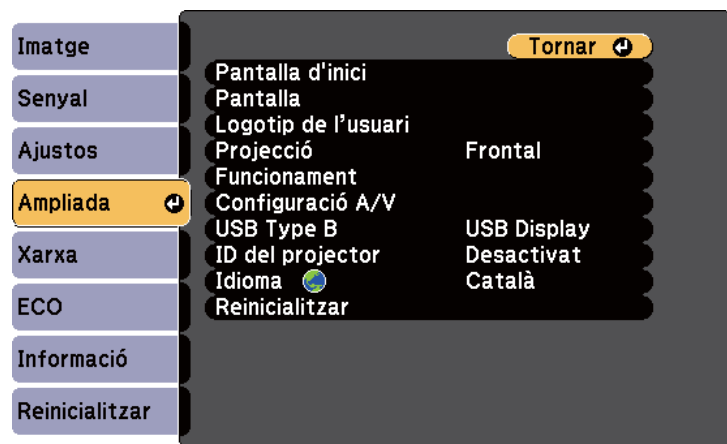 Imatge
Senyal
Ajustos
Ampliada
Xarxa
ECO
Informació
Reinicialitzar
Tornar
Pantalla d'inici
Pantalla
Logotip de l’usuari
Projecció Frontal
Funcionament
Configuració A/V
USB Type B USB Display
ID del projector Desactivat
Idioma Català
Reinicialitzar